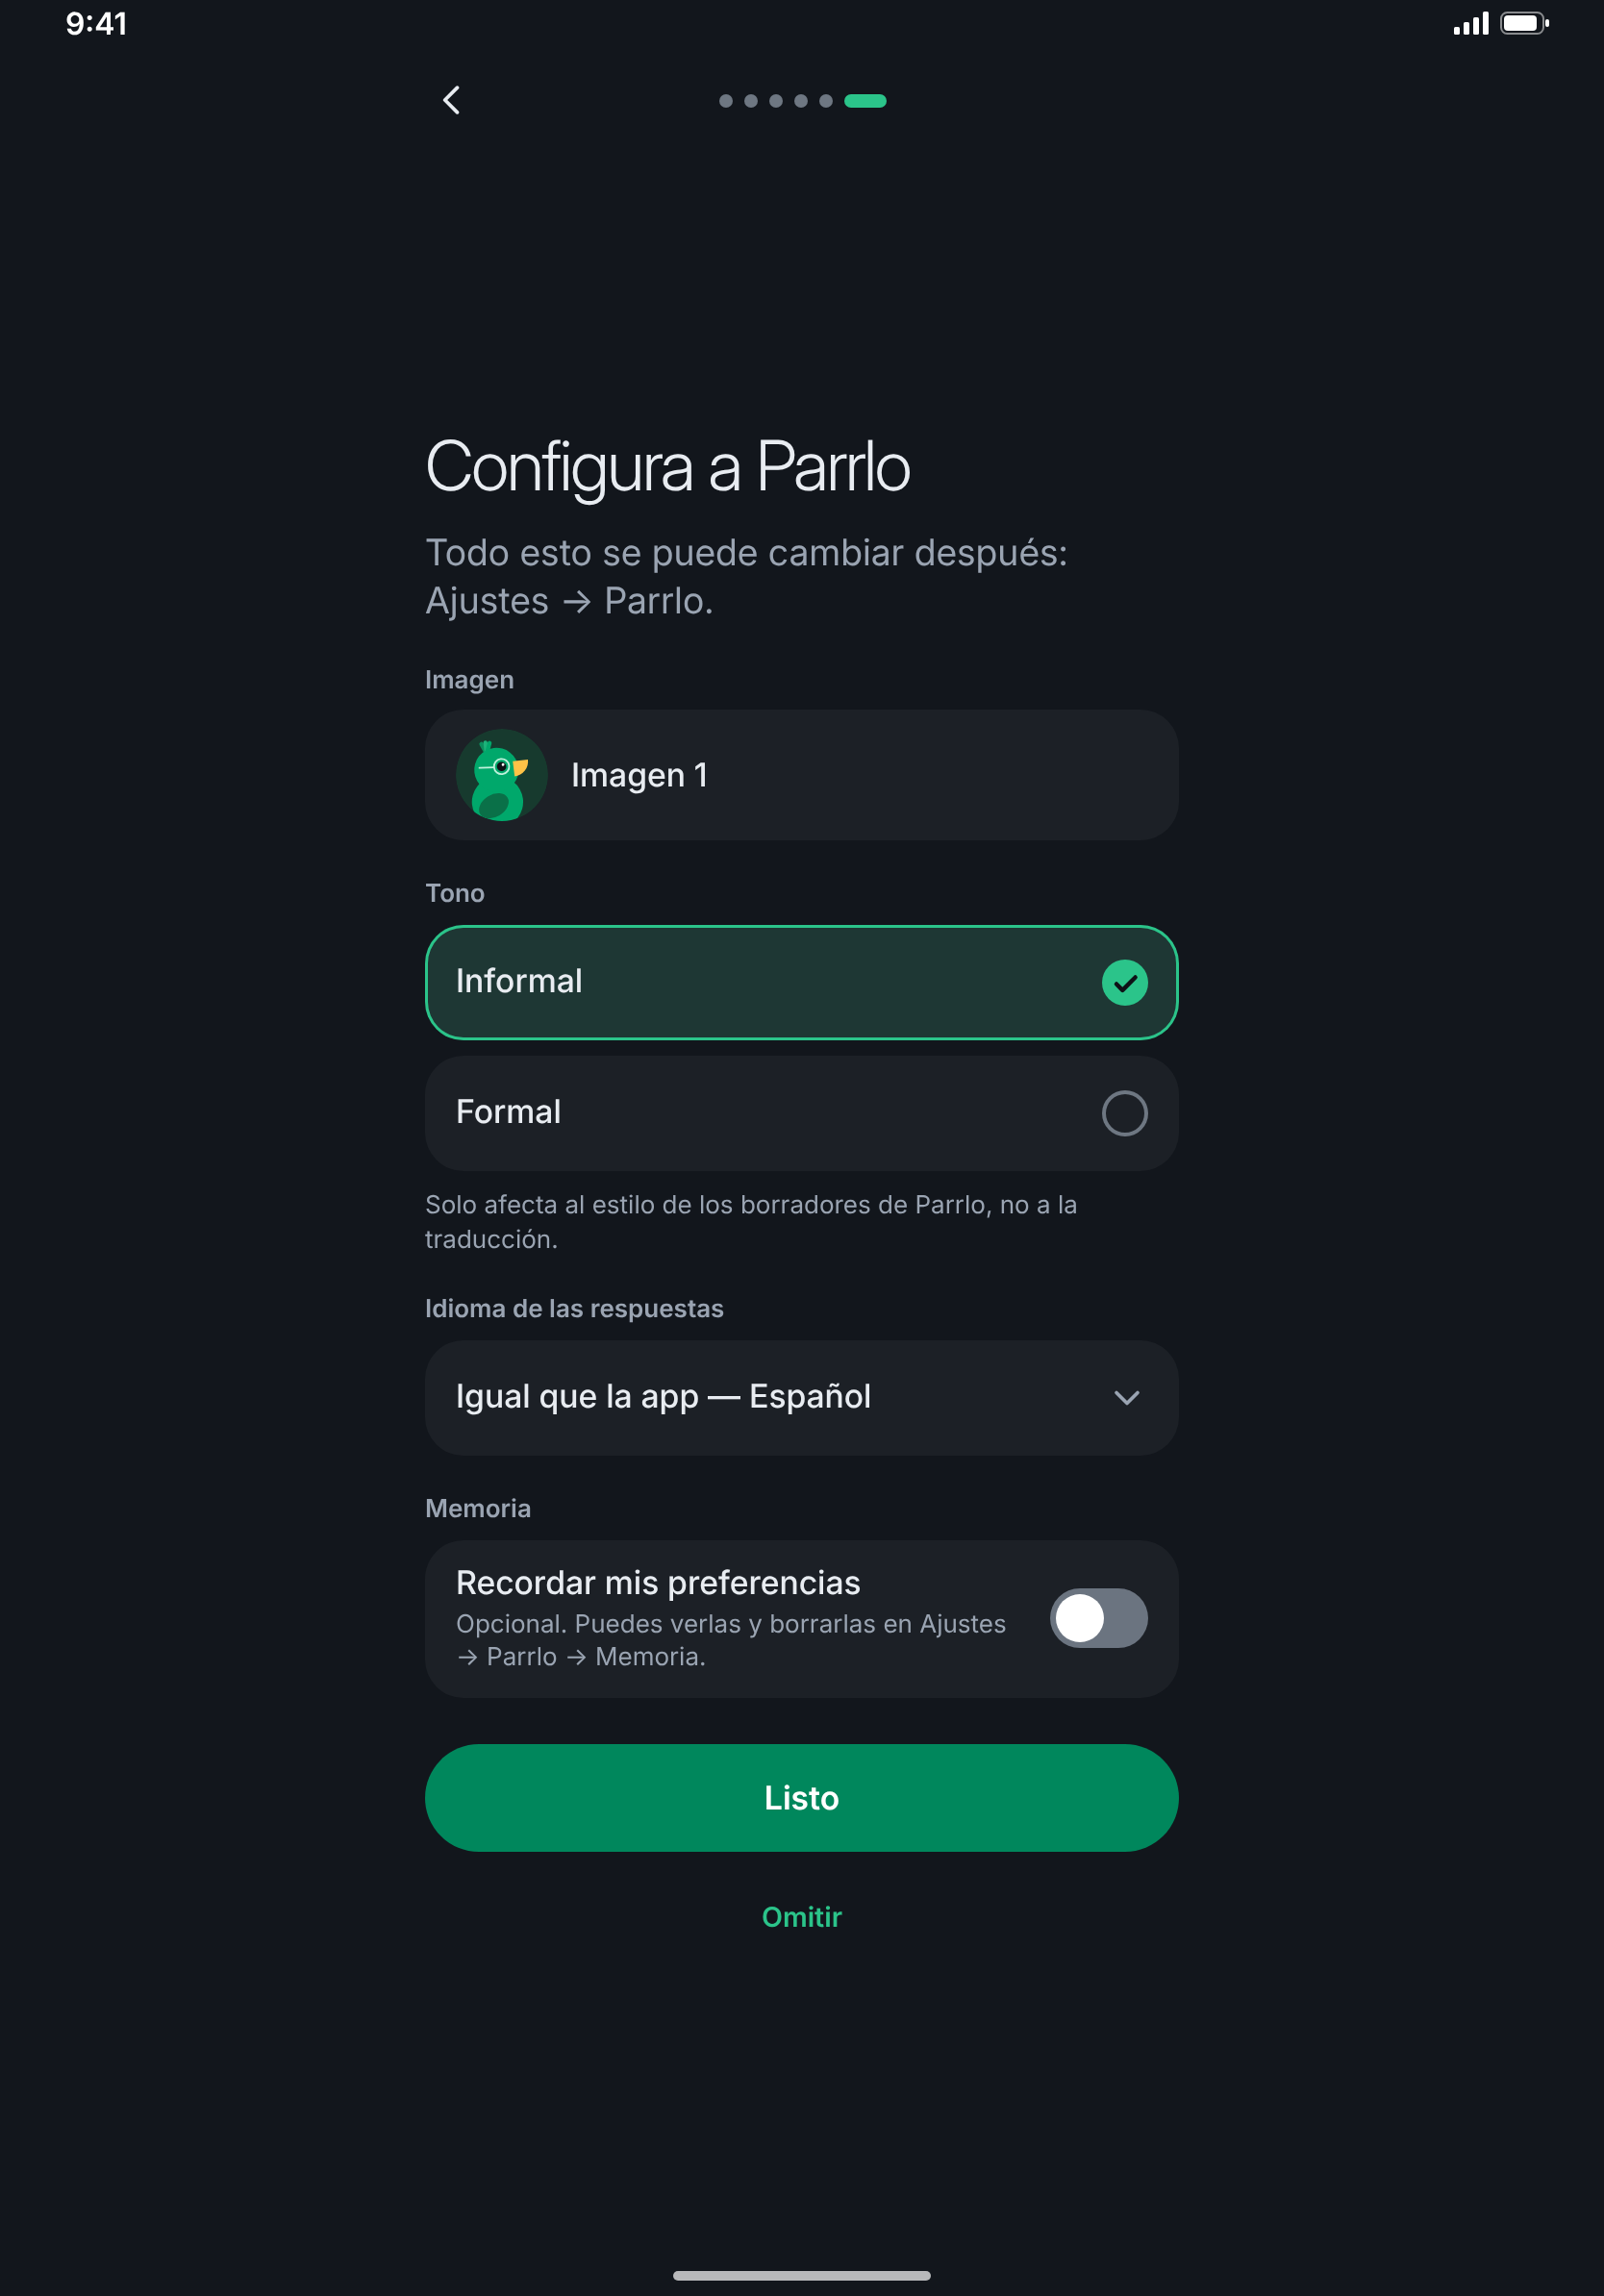 9:41
Configura a Parrlo
Todo esto se puede cambiar después:
Ajustes → Parrlo.
Imagen
Imagen 1
Tono
Informal
Formal
Solo afecta al estilo de los borradores de Parrlo, no a la
traducción.
Idioma de las respuestas
Igual que la app — Español
Memoria
Recordar mis preferencias
Opcional. Puedes verlas y borrarlas en Ajustes
→ Parrlo → Memoria.
Listo
Omitir